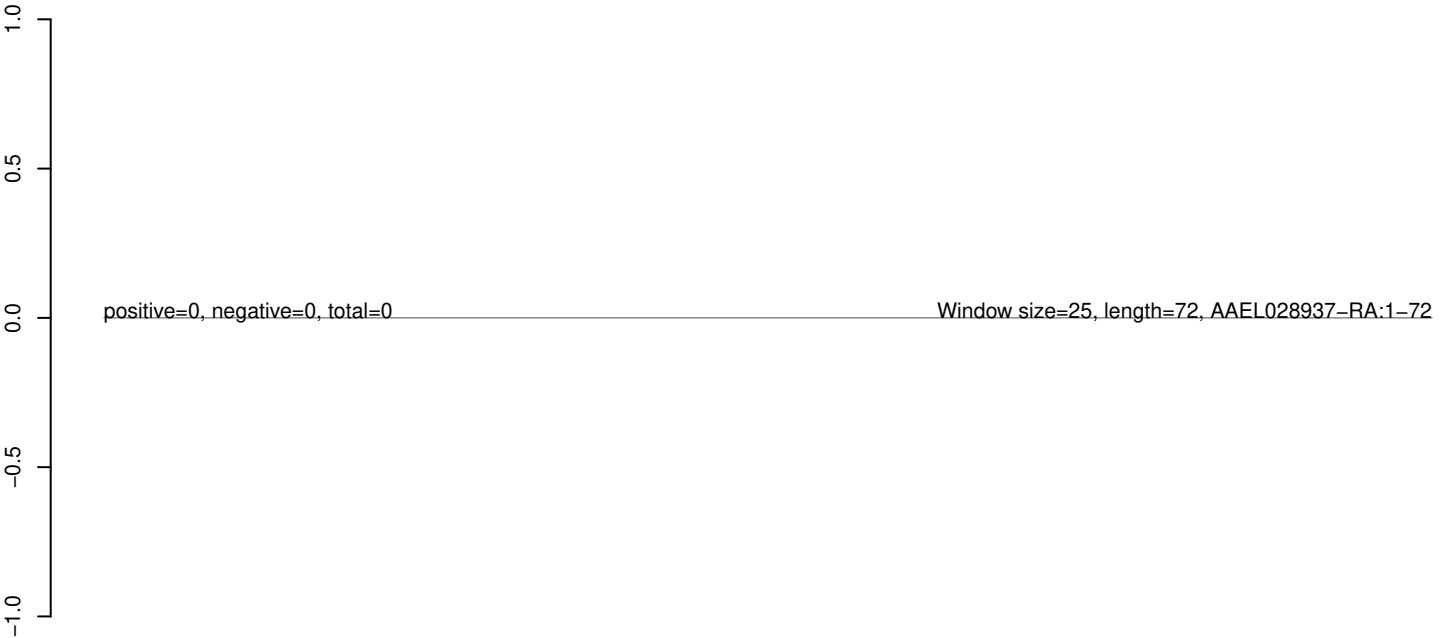 1.0
0.5
0.0
−0.5
−1.0
positive=0, negative=0, total=0
Window size=25, length=72, AAEL028937−RA:1−72